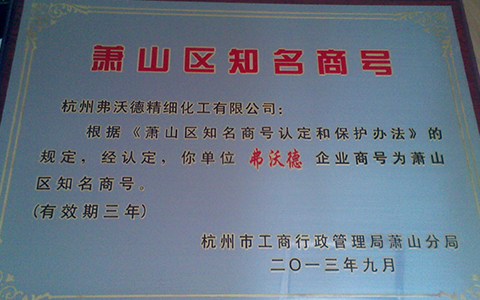 萧山区知名商号
杭州弗沃德精细化工有限公司：
根据《萧山区知名商号认定和保护办法》的
规定，经认定，你单位 弗沃德 企业商号为萧山
区知名商号。
(有效期三年)
杭州市工商行政管理局萧山分局
二〇一三年九月